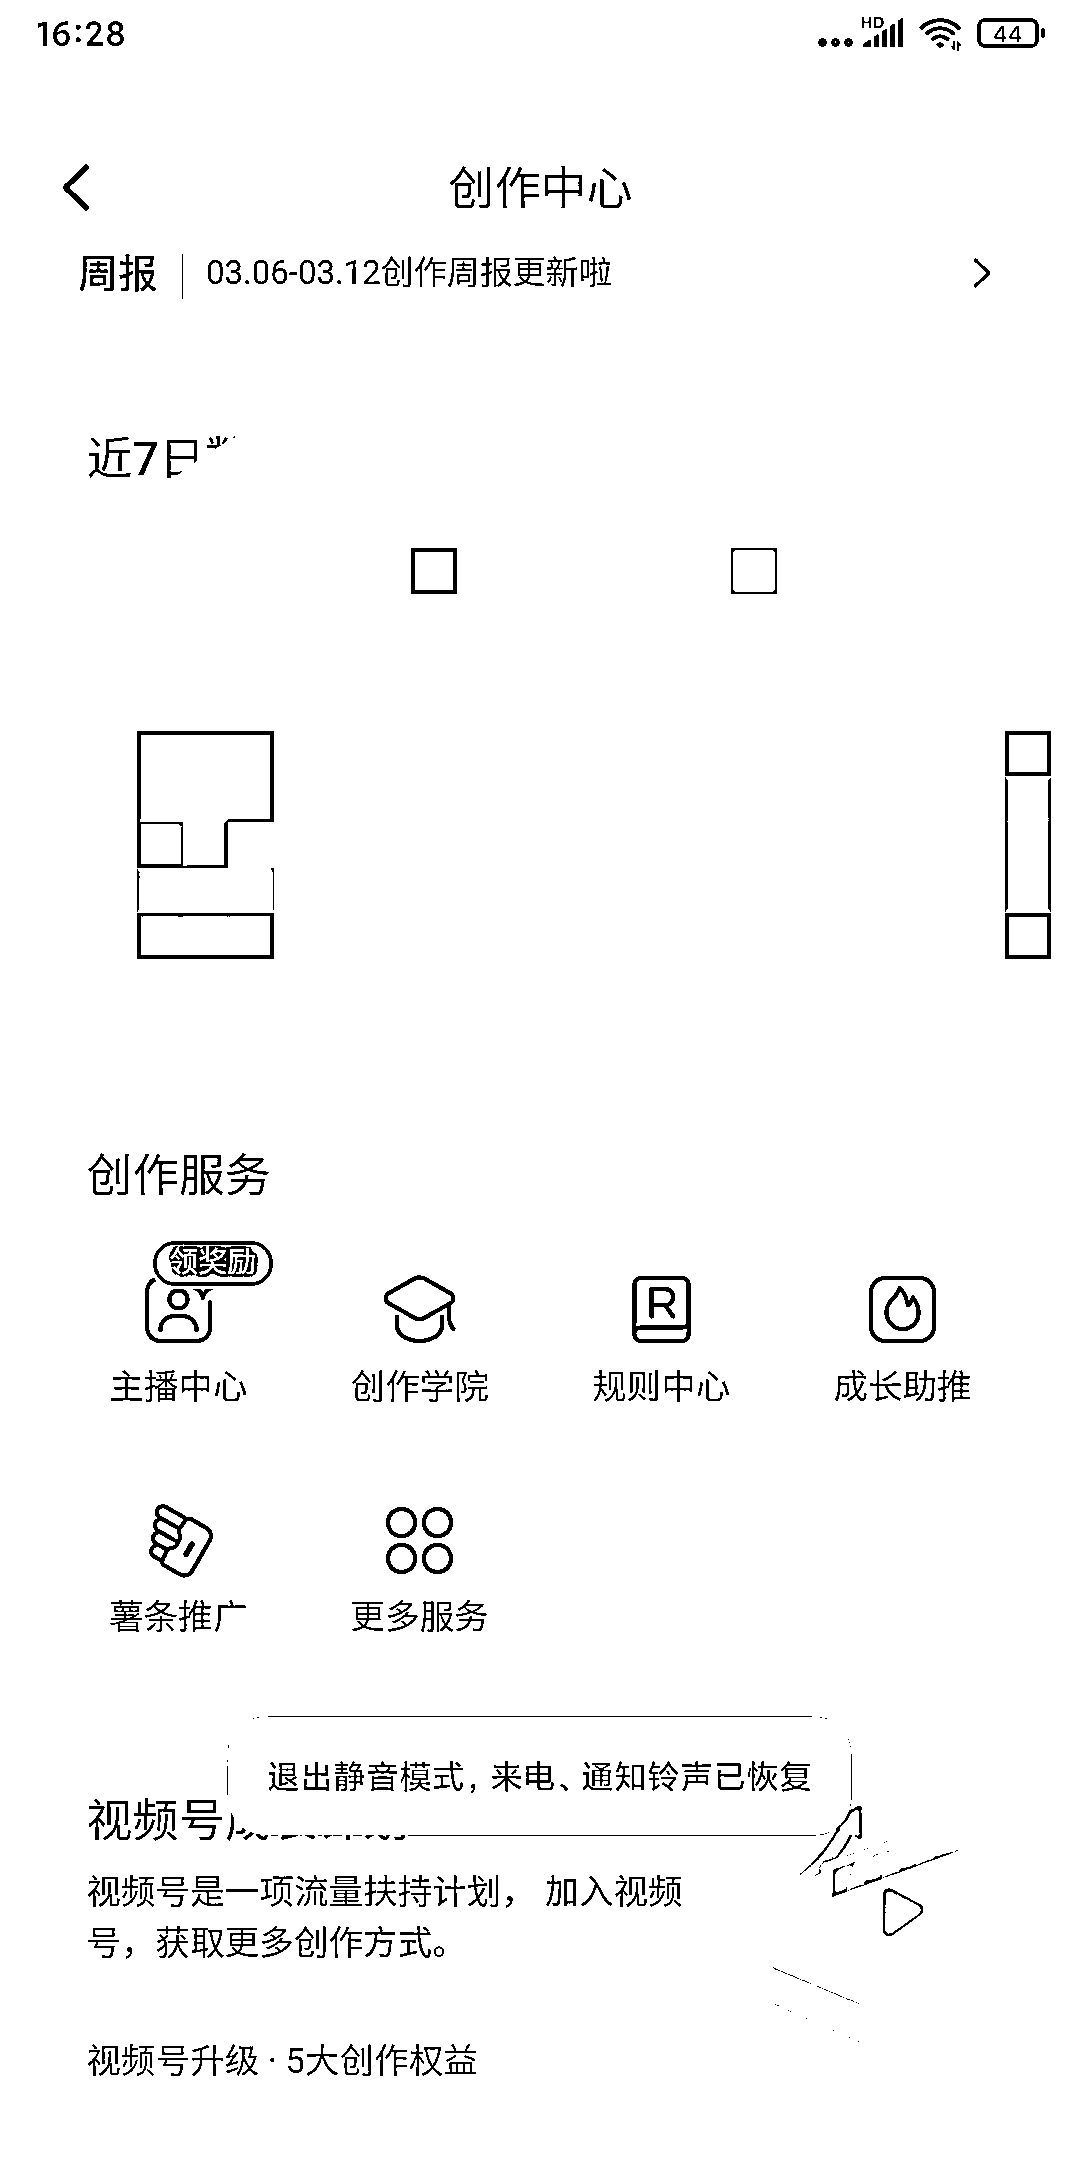 16:28
HD
44
创作中心
周报
03.06-03.12创作周报更新啦
近7日
创作服务
领奖励
R
主播中心
创作学院
规则中心
成长助推
薯条推广
更多服务
退出静音模式,来电、通知铃声已恢复
视频号
视频号是一项流量扶持计划， 加入视频
号，获取更多创作方式。
视频号升级 · 5大创作权益